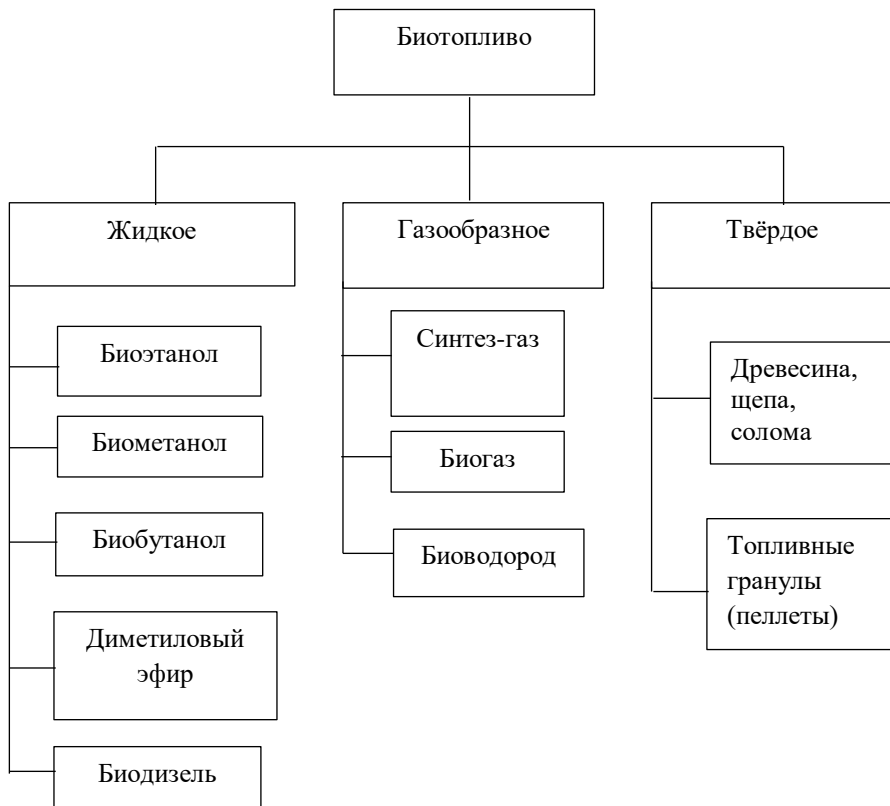 Биотопливо
Жидкое
Газообразное
Твёрдое
Биоэтанол
Биометанол
Биобутанол
Диметиловый
эфир
Биодизель
Синтез-газ
Биогаз
Биоводород
Древесина,
щепа,
солома
Топливные
гранулы
(пеллеты)